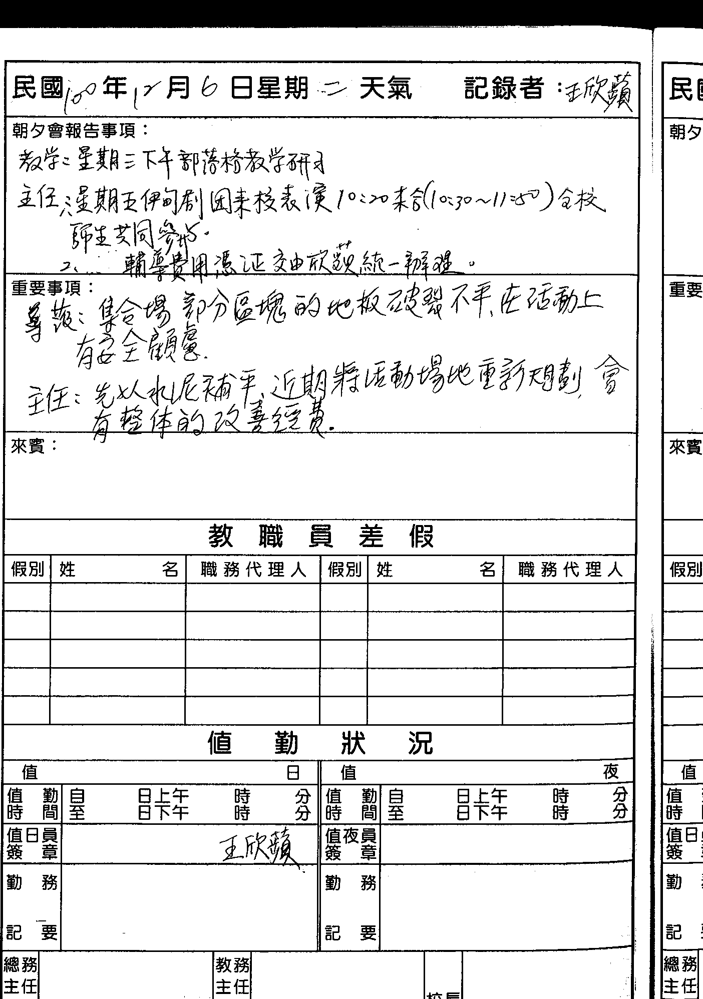 民國100年12月6日星期二 天氣 記錄者：王欣蘋
朝夕會報告事項：
教学：星期三下午部落格教学研习
主任：1、星期五伊甸劇团来校表演10:20集合(10:30~11:50)全校
師生共同參与.
2、... 輔導費用憑证交由欣蘋統一辦理。
重要事項：
集合場部分區塊的地板破裂不平、在活動上
有安全顧慮.
主任：先以水泥補平、近期將活動場地重新規劃，會
有整体的改善經費.
來賓：
教職員差假
假別 姓名 職務代理人 假別 姓名 職務代理人
值勤狀況
值日 值夜
值勤 自 日上午 時 分 值勤 自 日上午 時 分
時間 至 日下午 時 分 時間 至 日下午 時 分
值日員 王欣蘋 值夜員
簽章 簽章
勤務 勤務
記要 記要
總務 教務
主任 主任 校長
民國
朝夕
重要
來賓
假別
值
值
時
值日
簽
勤
記
總務
主任